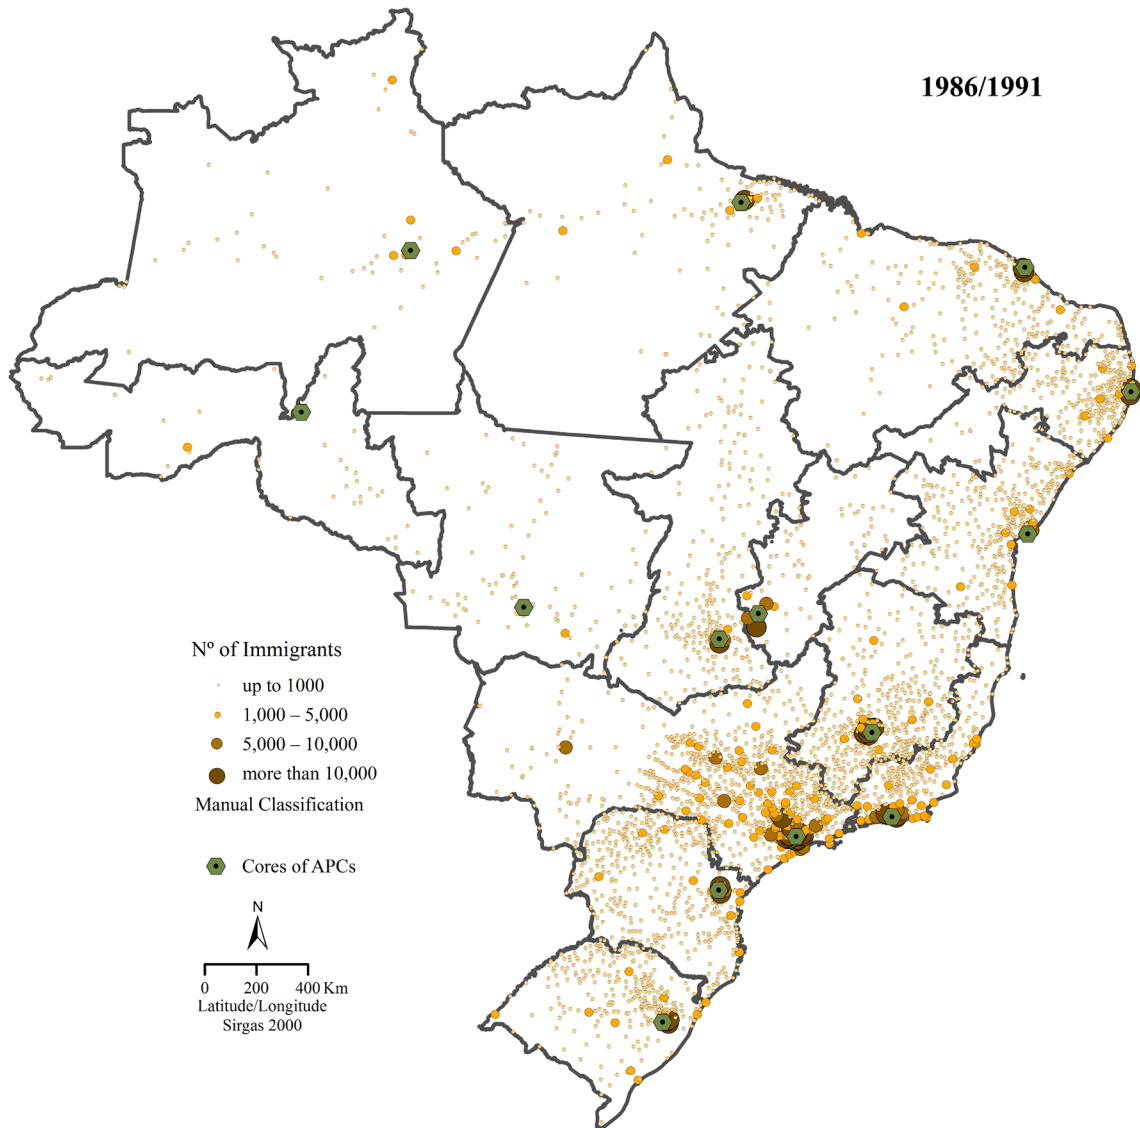 1986/1991
Nº of Immigrants
up to 1000
1,000 – 5,000
5,000 – 10,000
more than 10,000
Manual Classification
Cores of APCs
N
0 200 400 Km
Latitude/Longitude
Sirgas 2000